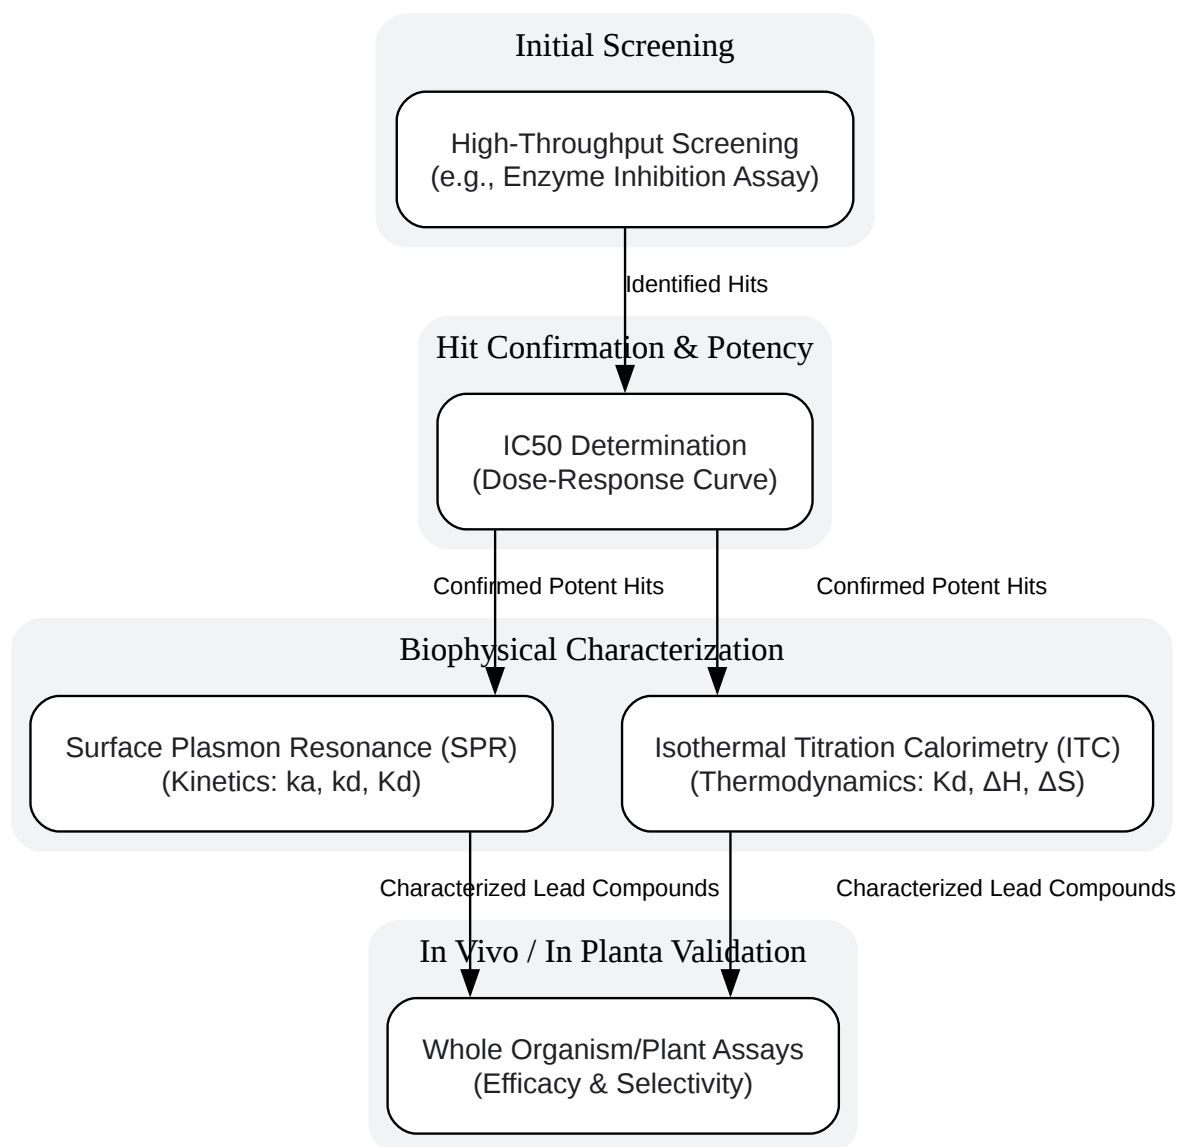 Initial Screening
High-Throughput Screening
(e.g., Enzyme Inhibition Assay)
Identified Hits
Hit Confirmation & Potency
IC50 Determination
(Dose-Response Curve)
Confirmed Potent Hits
Confirmed Potent Hits
Biophysical Characterization
Surface Plasmon Resonance (SPR)
(Kinetics: ka, kd, Kd)
Isothermal Titration Calorimetry (ITC)
(Thermodynamics: Kd, ΔH, ΔS)
Characterized Lead Compounds
Characterized Lead Compounds
In Vivo / In Planta Validation
Whole Organism/Plant Assays
(Efficacy & Selectivity)